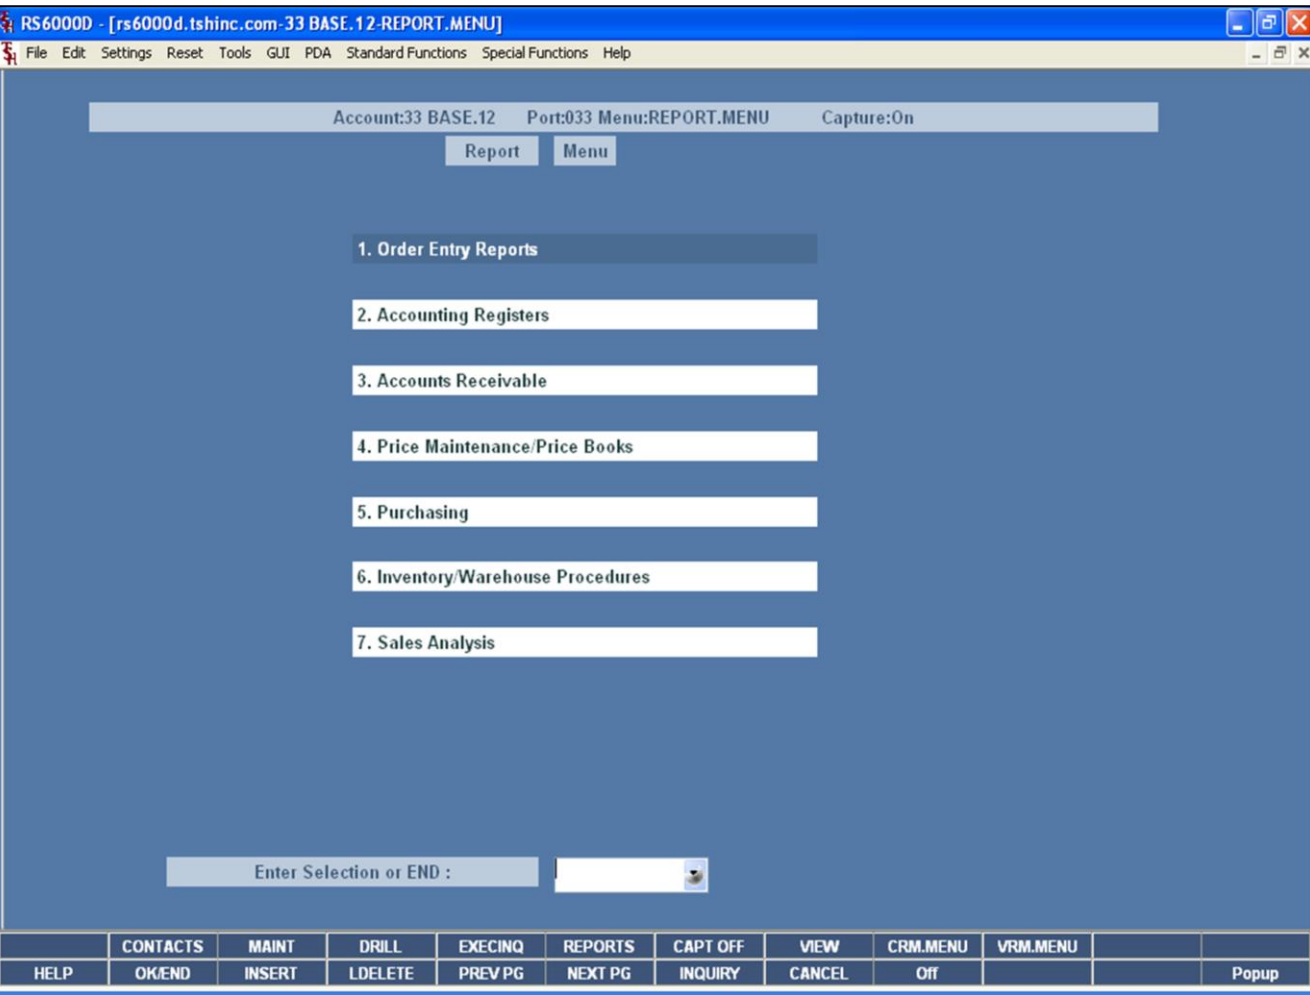 RS6000D - [rs6000d.tshinc.com-33 BASE.12-REPORT.MENU]
File Edit Settings Reset Tools GUI PDA Standard Functions Special Functions Help
Account:33 BASE.12 Port:033 Menu:REPORT.MENU Capture:On
Report Menu
1. Order Entry Reports
2. Accounting Registers
3. Accounts Receivable
4. Price Maintenance/Price Books
5. Purchasing
6. Inventory/Warehouse Procedures
7. Sales Analysis
Enter Selection or END :
CONTACTS MAINT DRILL EXECINQ REPORTS CAPT OFF VIEW CRM.MENU VRM.MENU
HELP OK/END INSERT LDELETE PREV PG NEXT PG INQUIRY CANCEL Off Popup